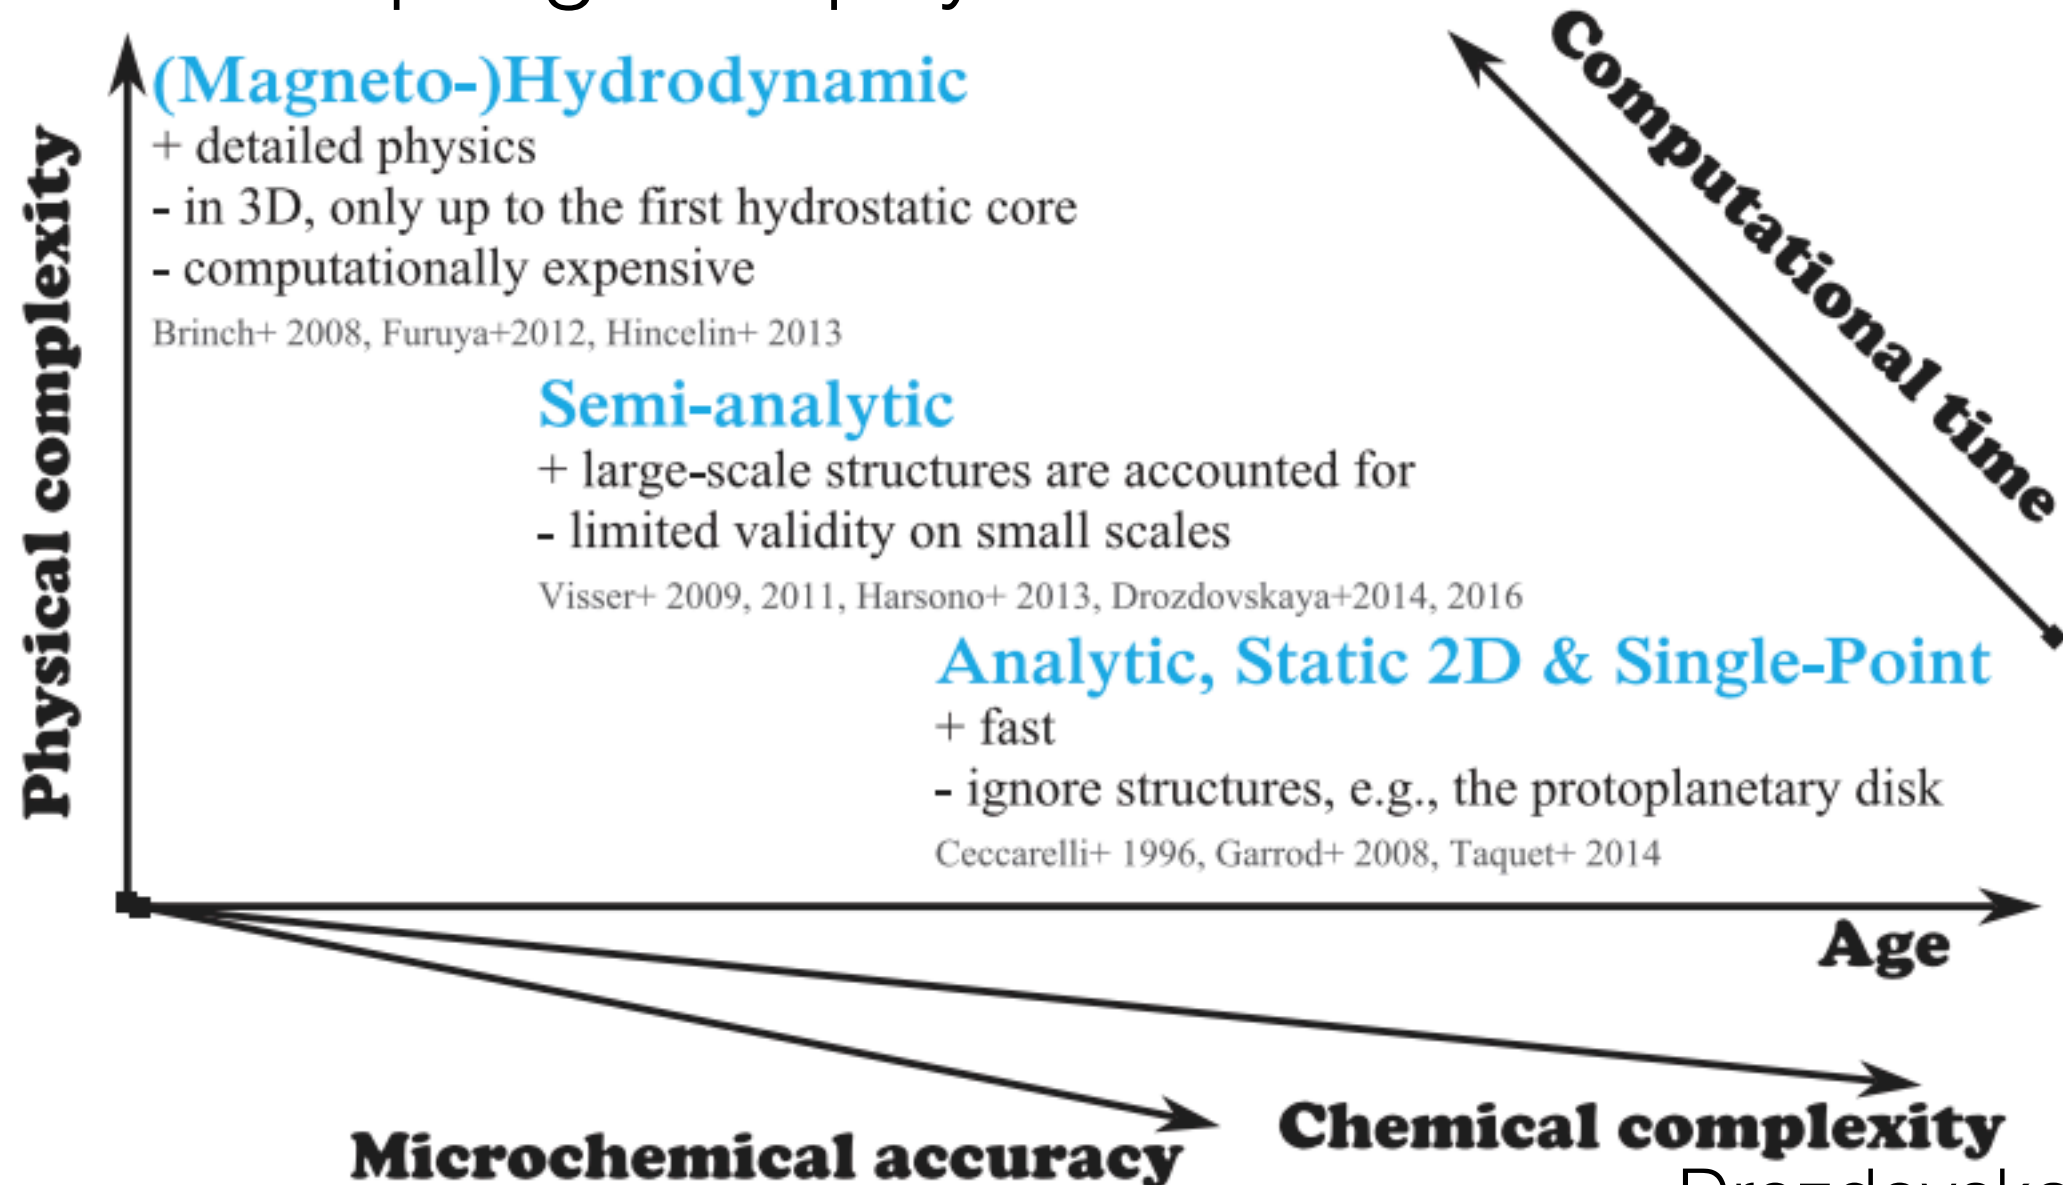 Physical complexity
(Magneto-)Hydrodynamic
+ detailed physics
- in 3D, only up to the first hydrostatic core
- computationally expensive
Brinch+ 2008, Furuya+2012, Hincelin+ 2013
Computational time
Semi-analytic
+ large-scale structures are accounted for
- limited validity on small scales
Visser+ 2009, 2011, Harsono+ 2013, Drozdovskaya+2014, 2016
Analytic, Static 2D & Single-Point
+ fast
- ignore structures, e.g., the protoplanetary disk
Ceccarelli+ 1996, Garrod+ 2008, Taquet+ 2014
Age
Chemical complexity
Microchemical accuracy